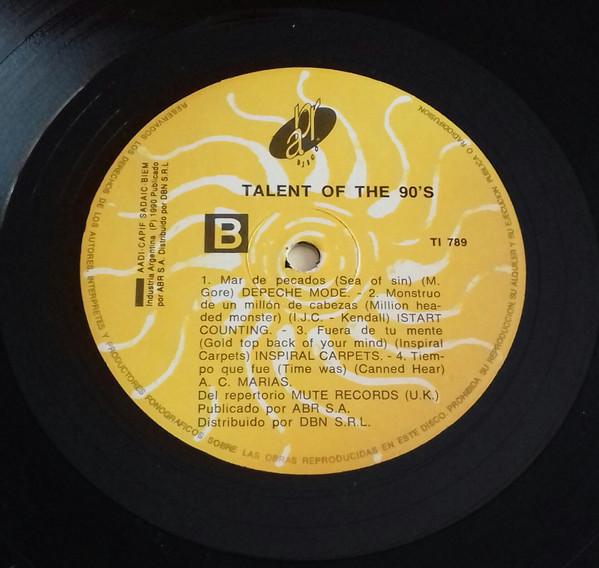 abr
DISCO
TALENT OF THE 90'S
B
TI 789
AADI-CAPIF SADAIC BIEM
Industria Argentina (P) 1990 Publicado
por ABR S.A. Distribuido por DBN S.R.L
1. Mar de pecados (Sea of sin) (M.
Gore) DEPECHE MODE. - 2. Monstruo
de un millón de cabezas (Million hea-
ded monster) (I.J.C. - Kendall) ISTART
COUNTING. - 3. Fuera de tu mente
(Gold top back of your mind) (Inspiral
Carpets) INSPIRAL CARPETS. - 4. Tiem-
po que fue (Time was) (Canned Hear)
A. C. MARIAS.
Del repertorio MUTE RECORDS (U.K.)
Publicado por ABR S.A.
Distribuido por DBN S.R.L.
RESERVADOS LOS DERECHOS DE LOS AUTORES, INTERPRETES Y PRODUCTORES FONOGRAFICOS SOBRE LAS OBRAS REPRODUCIDAS EN ESTE DISCO. PROHIBIDA SU REPRODUCCION, SU ALQUILER Y SU EJECUCION PUBLICA O RADIODIFUSION